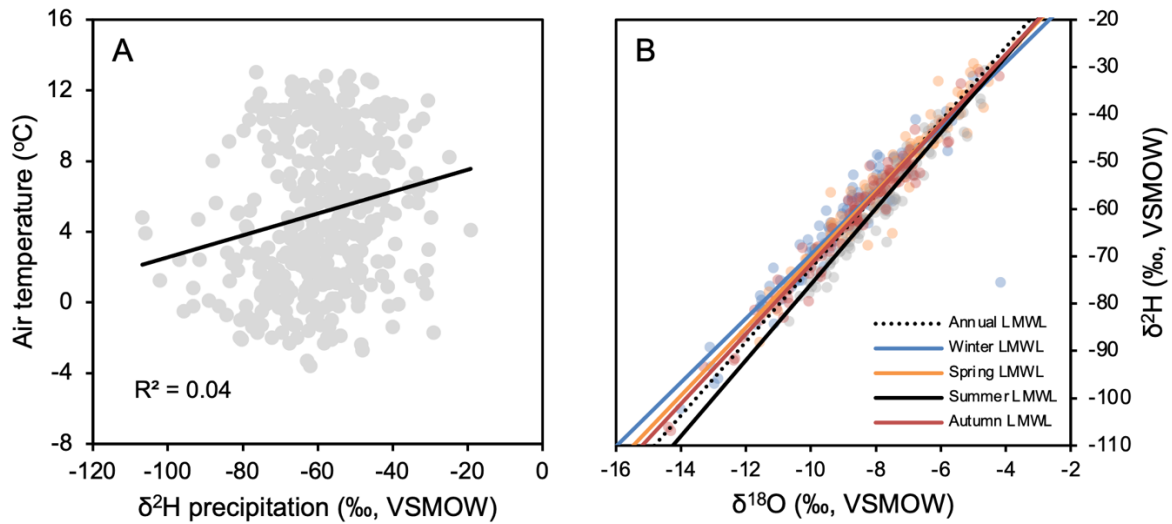 A
Air temperature (°C)
16
12
8
4
0
-4
-8
R² = 0.04
-120
-100
-80
-60
-40
-20
0
δ²H precipitation (‰, VSMOW)
B
-20
-30
-40
-50
-60
-70
-80
-90
-100
-110
δ²H (‰, VSMOW)
Annual LMWL
Winter LMWL
Spring LMWL
Summer LMWL
Autumn LMWL
-16
-14
-12
-10
-8
-6
-4
-2
δ¹⁸O (‰, VSMOW)